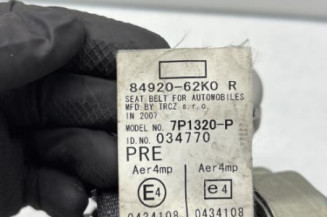 84920-62K0 R
SEAT BELT FOR AUTOMOBILES
MFD BY TRCZ s.r.o.
IN 2007
MODEL NO. 7P1320-P
ID.NO. 034770
PRE
Aer4mp Aer4mp
E4 e4
0434108 0434108